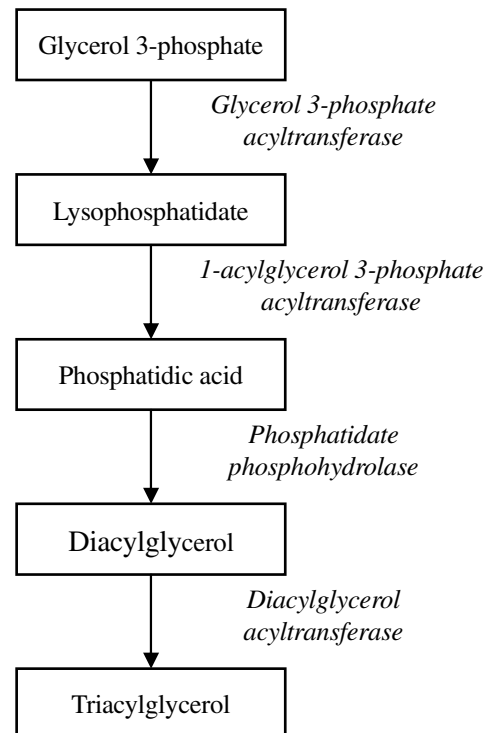 Glycerol 3-phosphate
Glycerol 3-phosphate
acyltransferase
Lysophosphatidate
1-acylglycerol 3-phosphate
acyltransferase
Phosphatidic acid
Phosphatidate
phosphohydrolase
Diacylglycerol
Diacylglycerol
acyltransferase
Triacylglycerol